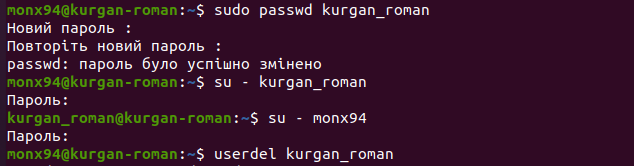 monx94@kurgan-roman:~$ sudo passwd kurgan_roman
Новий пароль :
Повторіть новий пароль :
passwd: пароль було успішно змінено
monx94@kurgan-roman:~$ su - kurgan_roman
Пароль:
kurgan_roman@kurgan-roman:~$ su - monx94
Пароль:
monx94@kurgan-roman:~$ userdel kurgan_roman